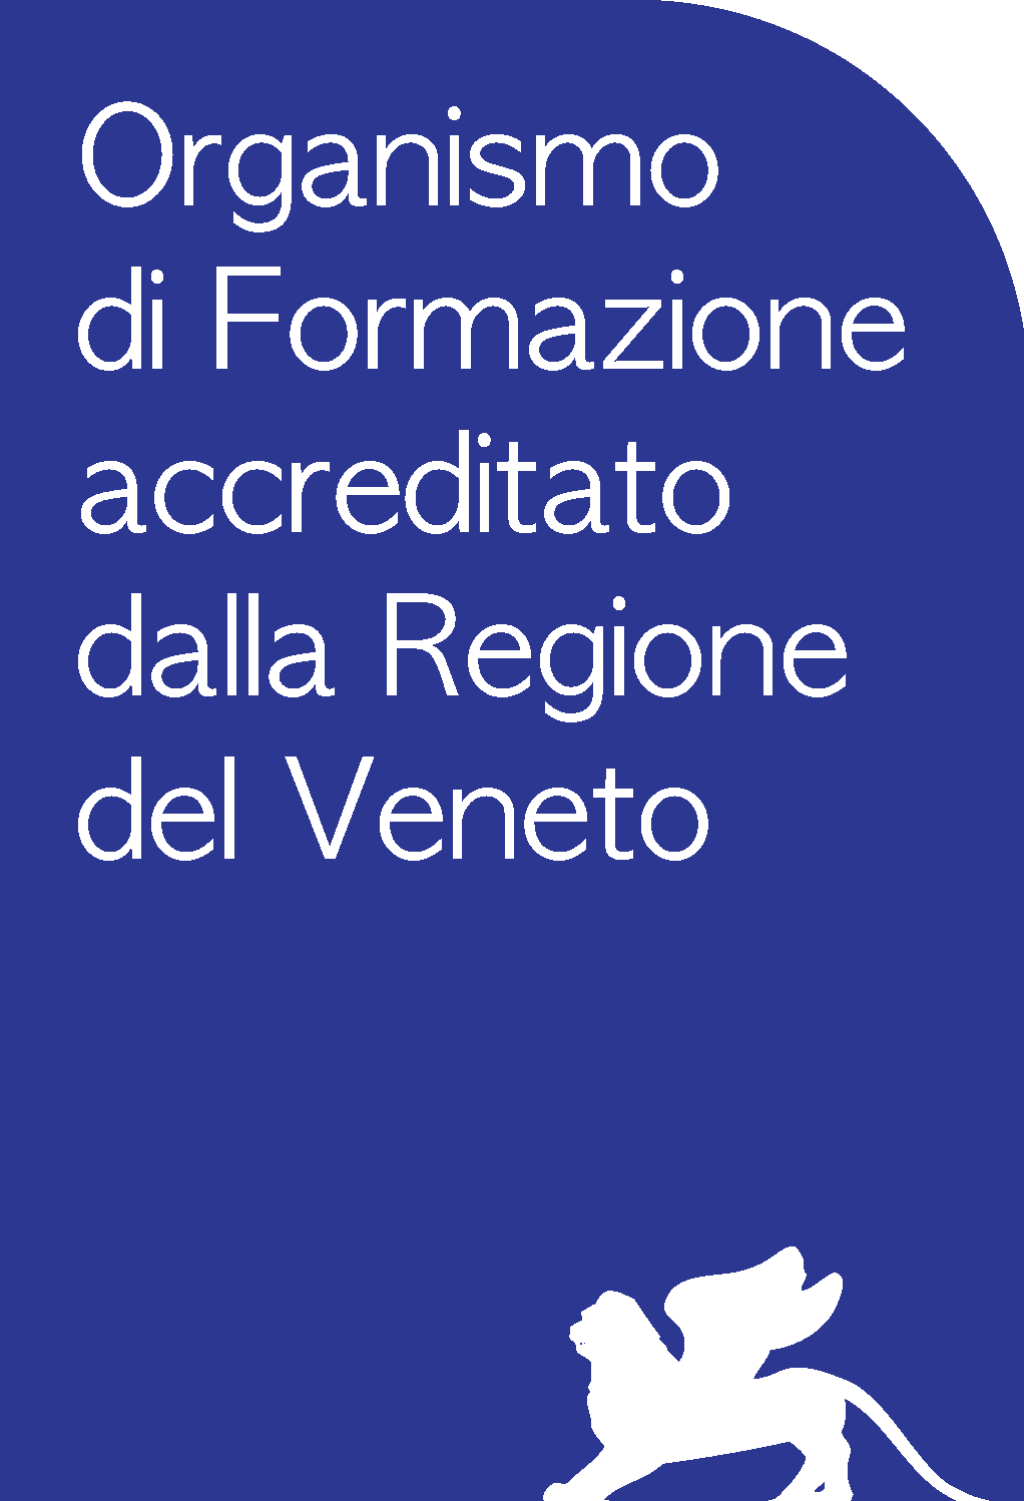 Organismo
di Formazione
accreditato
dalla Regione
del Veneto